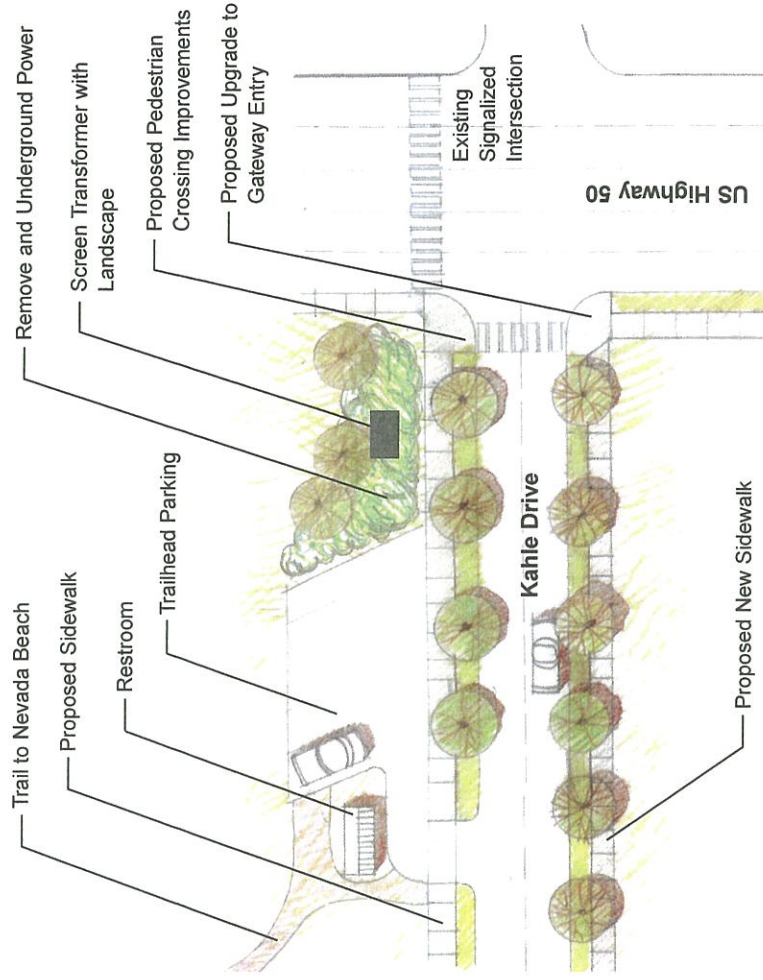 Trail to Nevada Beach
Proposed Sidewalk
Restroom
Trailhead Parking
Remove and Underground Power
Screen Transformer with
Landscape
Proposed Pedestrian
Crossing Improvements
Proposed Upgrade to
Gateway Entry
Existing
Signalized
Intersection
US Highway 50
Kahle Drive
Proposed New Sidewalk